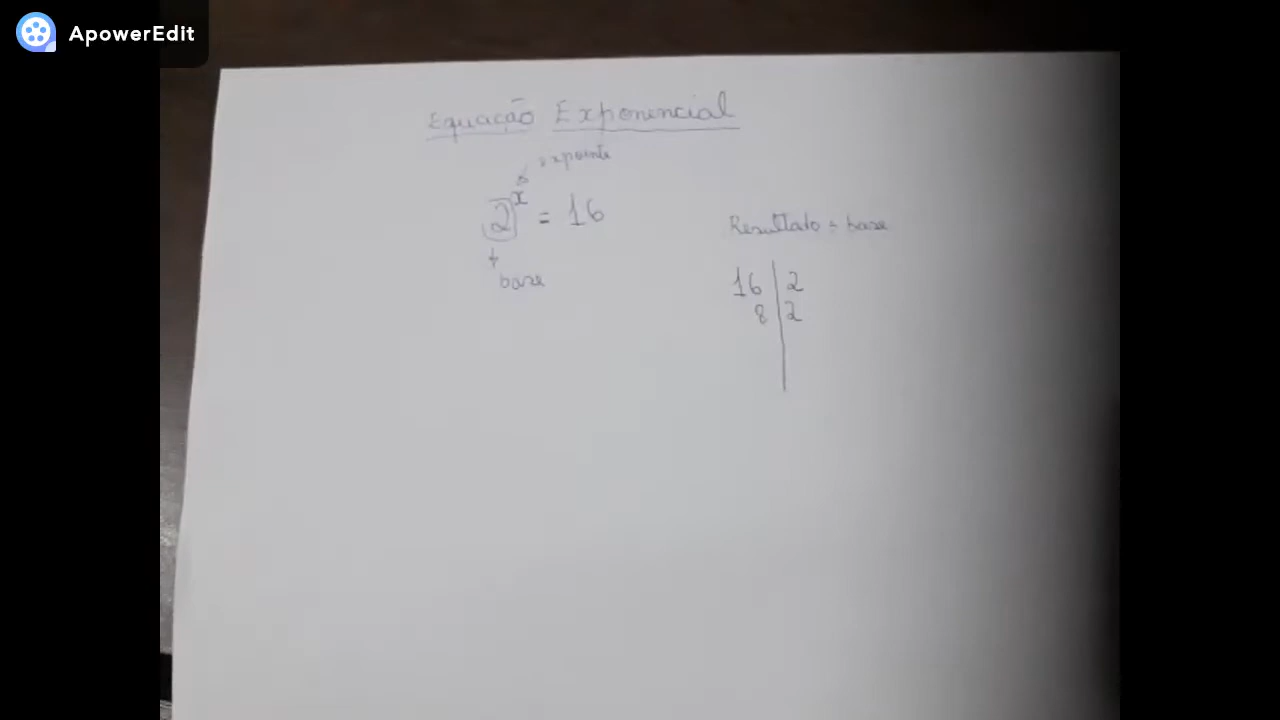 ApowerEdit
Equação Exponencial
expoente
2^x = 16
base
Resultado ÷ base
16 | 2
8 | 2